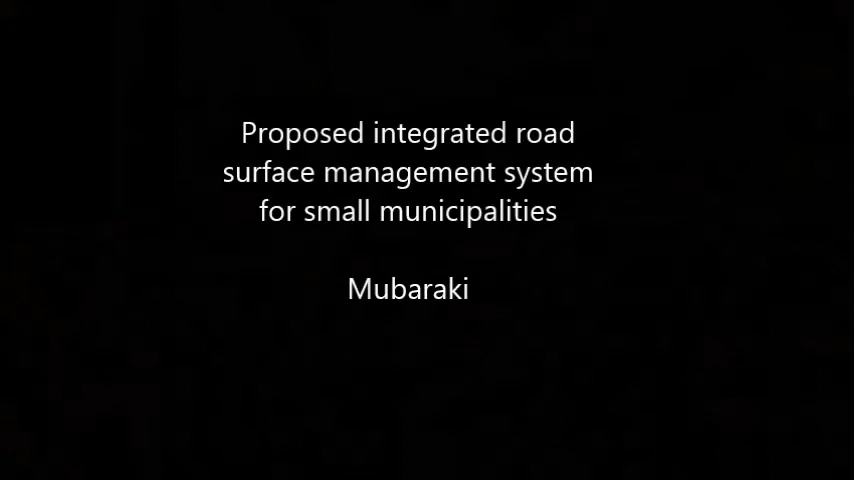 Proposed integrated road
surface management system
for small municipalities
Mubaraki